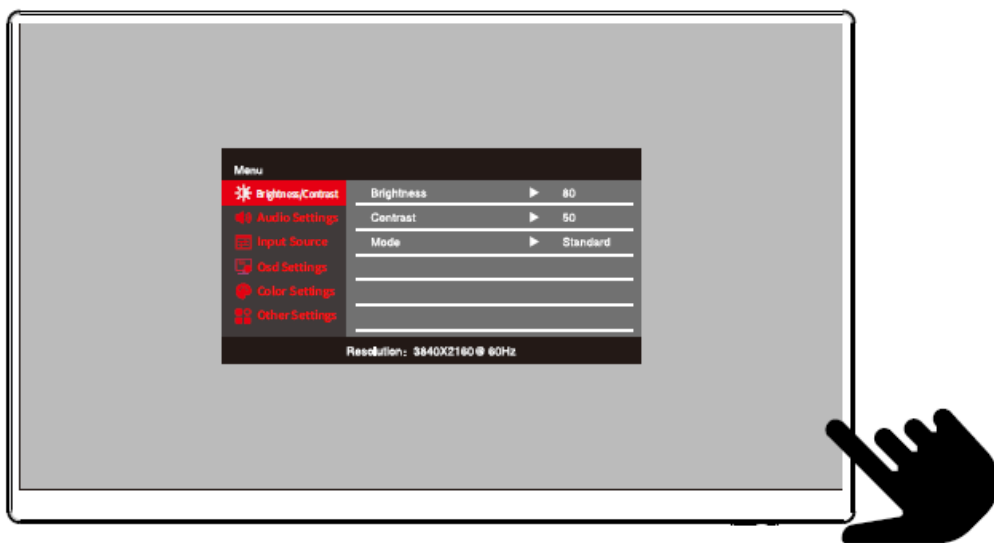 Menu
Brightness/Contrast
Brightness ▶ 80
Audio Settings
Contrast ▶ 50
Input Source
Mode ▶ Standard
Osd Settings
Color Settings
Other Settings
Resolution: 3840X2160@ 60Hz